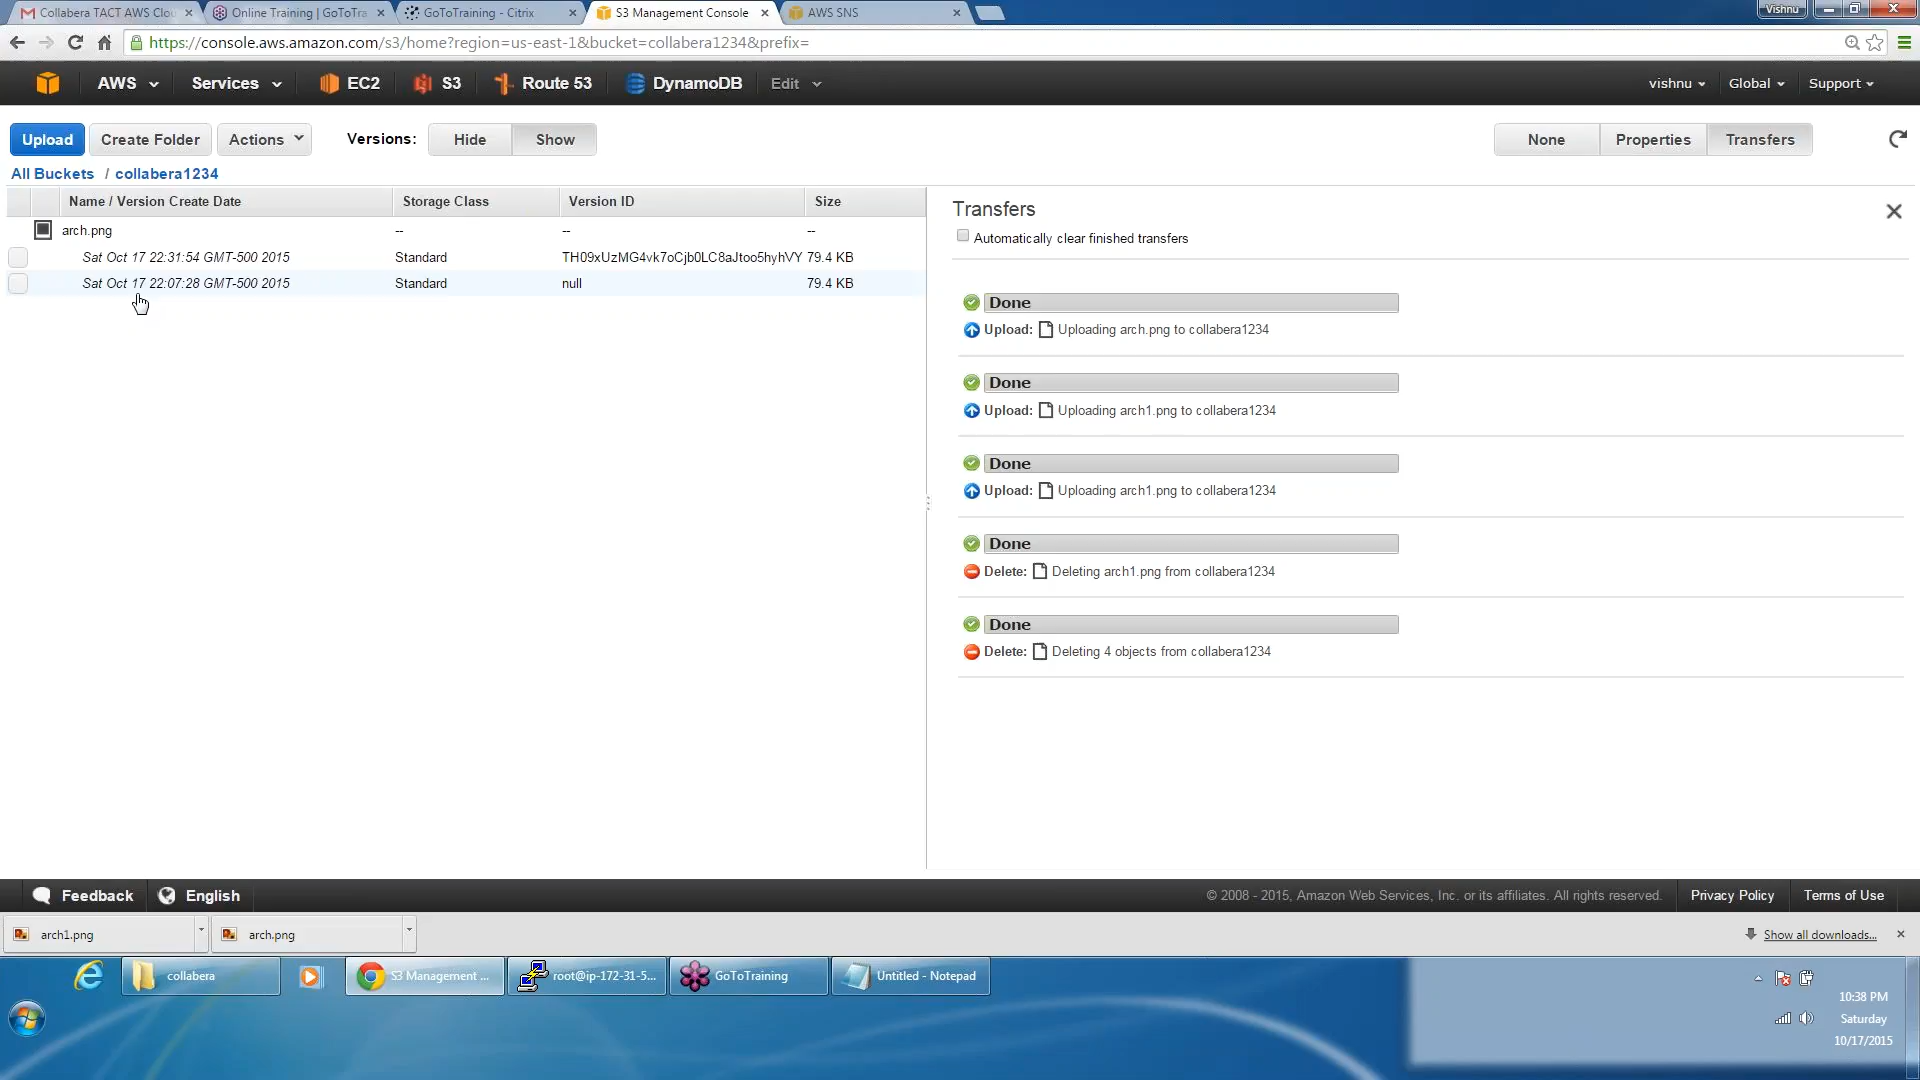 Collabera TACT AWS Clou
Online Training | GoToTra
GoToTraining - Citrix
S3 Management Console
AWS SNS
Vishnu
https://console.aws.amazon.com/s3/home?region=us-east-1&bucket=collabera1234&prefix=
AWS
Services
EC2
S3
Route 53
DynamoDB
Edit
vishnu
Global
Support
Upload
Create Folder
Actions
Versions:
Hide
Show
None
Properties
Transfers
All Buckets / collabera1234
Name / Version Create Date
Storage Class
Version ID
Size
arch.png -- -- --
Sat Oct 17 22:31:54 GMT-500 2015 Standard TH09xUzMG4vk7oCjb0LC8aJtoo5hyhVY 79.4 KB
Sat Oct 17 22:07:28 GMT-500 2015 Standard null 79.4 KB
Transfers
Automatically clear finished transfers
Done
Upload: Uploading arch.png to collabera1234
Done
Upload: Uploading arch1.png to collabera1234
Done
Upload: Uploading arch1.png to collabera1234
Done
Delete: Deleting arch1.png from collabera1234
Done
Delete: Deleting 4 objects from collabera1234
Feedback
English
© 2008 - 2015, Amazon Web Services, Inc. or its affiliates. All rights reserved.
Privacy Policy
Terms of Use
arch1.png
arch.png
Show all downloads...
collabera
S3 Management ...
root@ip-172-31-5...
GoToTraining
Untitled - Notepad
10:38 PM
Saturday
10/17/2015